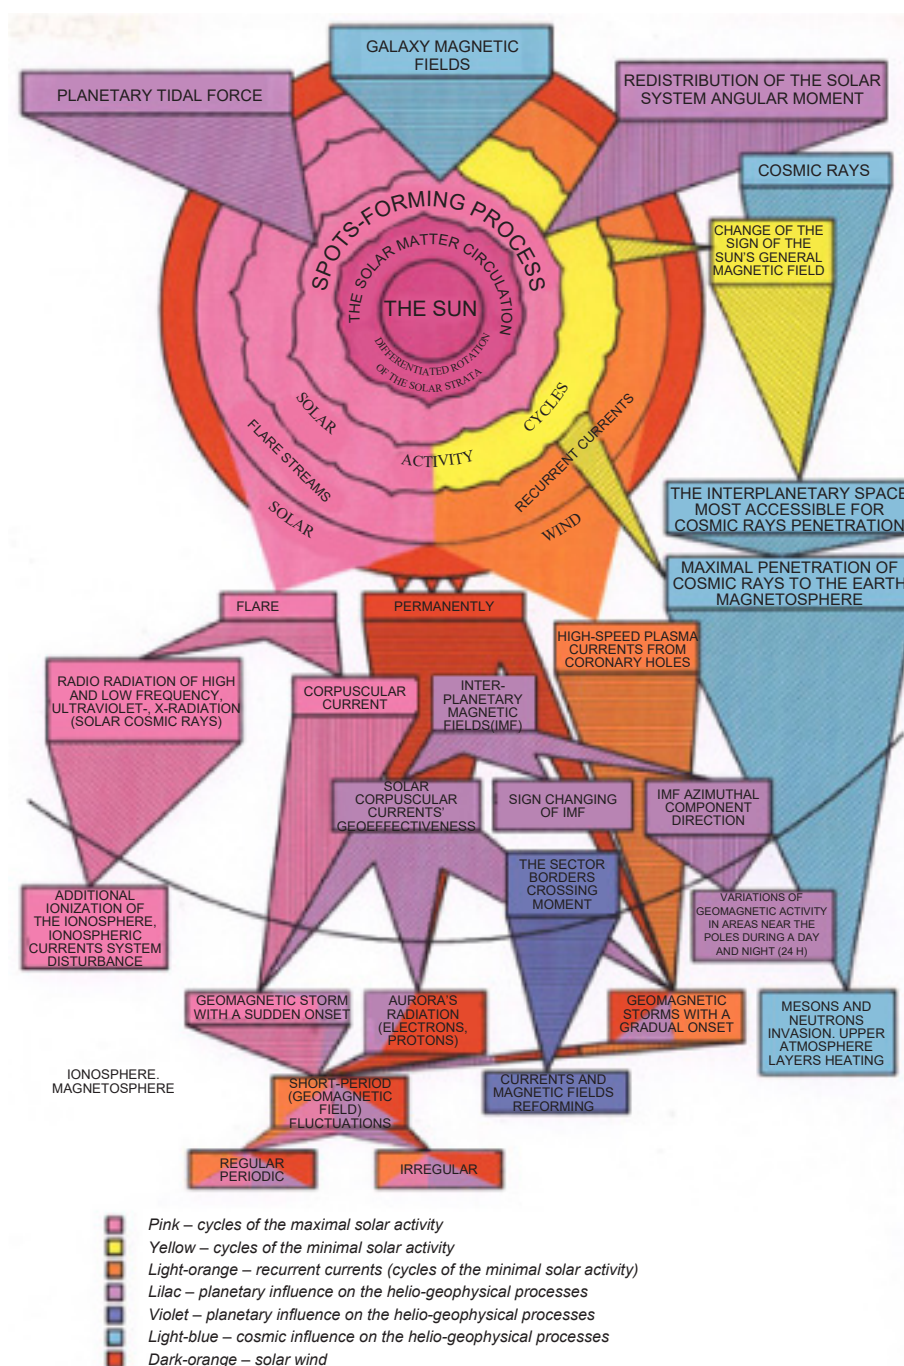 GALAXY MAGNETIC
FIELDS
PLANETARY TIDAL FORCE
REDISTRIBUTION OF THE SOLAR
SYSTEM ANGULAR MOMENT
COSMIC RAYS
CHANGE OF THE
SIGN OF THE
SUN'S GENERAL
MAGNETIC FIELD
SPOTS-FORMING PROCESS
THE SOLAR MATTER CIRCULATION
THE SUN
DIFFERENTIATED ROTATION
OF THE SOLAR STRATA
SOLAR
ACTIVITY
CYCLES
FLARE STREAMS
RECURRENT CURRENTS
SOLAR
WIND
THE INTERPLANETARY SPACE
MOST ACCESSIBLE FOR
COSMIC RAYS PENETRATION
MAXIMAL PENETRATION OF
COSMIC RAYS TO THE EARTH
MAGNETOSPHERE
FLARE
PERMANENTLY
HIGH-SPEED PLASMA
CURRENTS FROM
CORONARY HOLES
RADIO RADIATION OF HIGH
AND LOW FREQUENCY,
ULTRAVIOLET-, X-RADIATION
(SOLAR COSMIC RAYS)
CORPUSCULAR
CURRENT
INTER-
PLANETARY
MAGNETIC
FIELDS(IMF)
SOLAR
CORPUSCULAR
CURRENTS'
GEOEFFECTIVENESS
SIGN CHANGING
OF IMF
IMF AZIMUTHAL
COMPONENT
DIRECTION
THE SECTOR
BORDERS
CROSSING
MOMENT
ADDITIONAL
IONIZATION OF
THE IONOSPHERE,
IONOSPHERIC
CURRENTS SYSTEM
DISTURBANCE
VARIATIONS OF
GEOMAGNETIC ACTIVITY
IN AREAS NEAR THE
POLES DURING A DAY
AND NIGHT (24 H)
GEOMAGNETIC STORM
WITH A SUDDEN ONSET
AURORA'S
RADIATION
(ELECTRONS,
PROTONS)
GEOMAGNETIC
STORMS WITH A
GRADUAL ONSET
MESONS AND
NEUTRONS
INVASION. UPPER
ATMOSPHERE
LAYERS HEATING
IONOSPHERE.
MAGNETOSPHERE
SHORT-PERIOD
(GEOMAGNETIC
FIELD)
FLUCTUATIONS
CURRENTS AND
MAGNETIC FIELDS
REFORMING
REGULAR
PERIODIC
IRREGULAR
Pink – cycles of the maximal solar activity
Yellow – cycles of the minimal solar activity
Light-orange – recurrent currents (cycles of the minimal solar activity)
Lilac – planetary influence on the helio-geophysical processes
Violet – planetary influence on the helio-geophysical processes
Light-blue – cosmic influence on the helio-geophysical processes
Dark-orange – solar wind